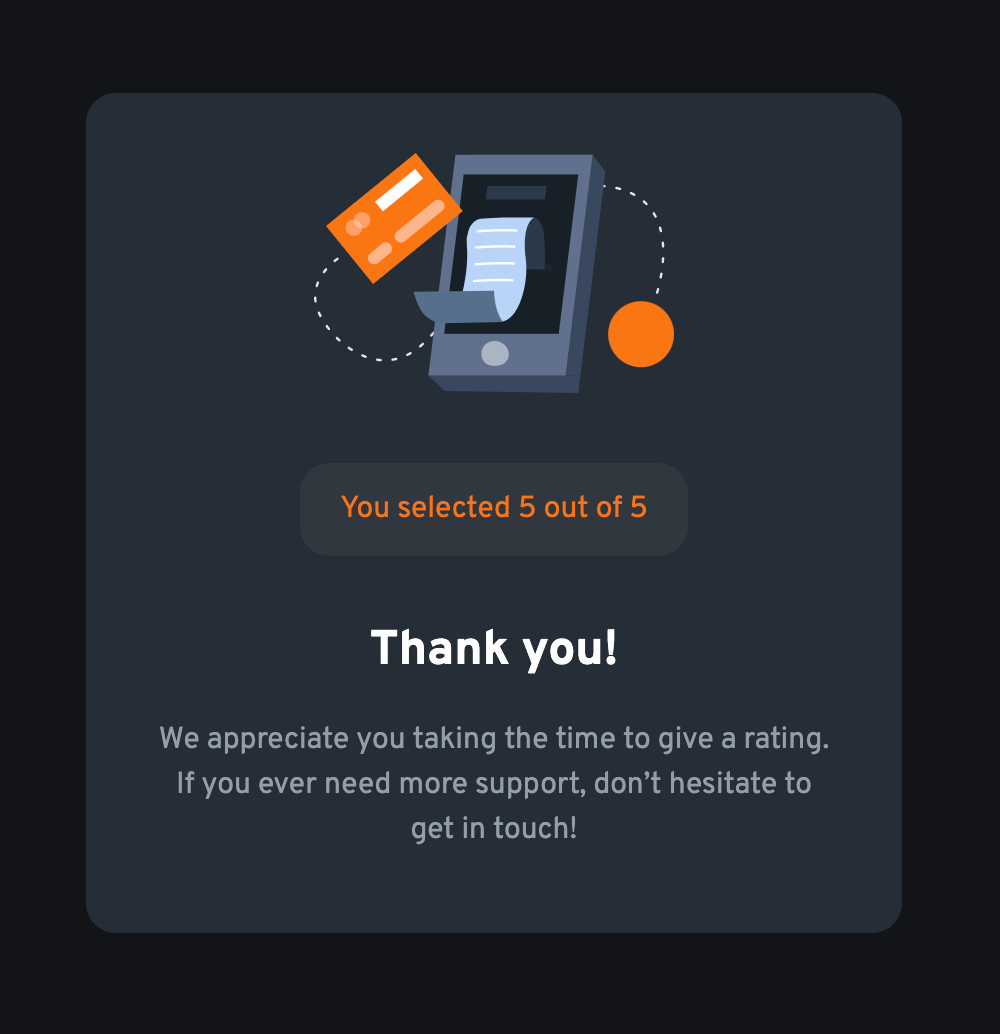 You selected 5 out of 5
Thank you!
We appreciate you taking the time to give a rating.
If you ever need more support, don’t hesitate to
get in touch!